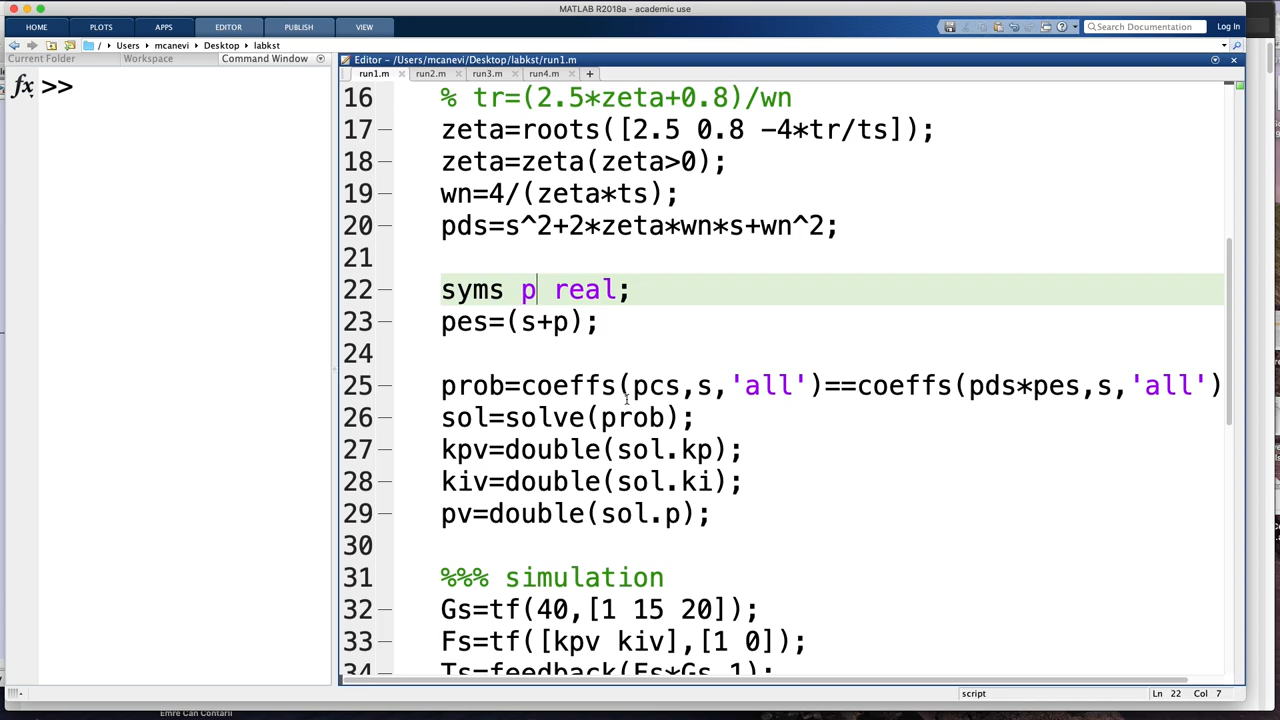 MATLAB R2018a - academic use
HOME PLOTS APPS EDITOR PUBLISH VIEW Search Documentation Log In
/ Users mcanevi Desktop labkst
Current Folder Workspace Command Window Editor - /Users/mcanevi/Desktop/labkst/run1.m
run1.m run2.m run3.m run4.m
fx >>
16 % tr=(2.5*zeta+0.8)/wn
17 zeta=roots([2.5 0.8 -4*tr/ts]);
18 zeta=zeta(zeta>0);
19 wn=4/(zeta*ts);
20 pds=s^2+2*zeta*wn*s+wn^2;
21
22 syms p real;
23 pes=(s+p);
24
25 prob=coeffs(pcs,s,'all')==coeffs(pds*pes,s,'all')
26 sol=solve(prob);
27 kpv=double(sol.kp);
28 kiv=double(sol.ki);
29 pv=double(sol.p);
30
31 %%% simulation
32 Gs=tf(40,[1 15 20]);
33 Fs=tf([kpv kiv],[1 0]);
34 Ts=feedback(Fs*Gs,1);
script Ln 22 Col 7
Emre Can Contarli